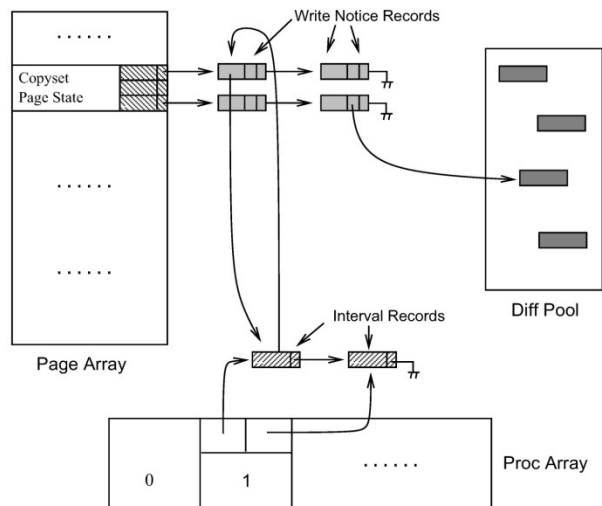 Write Notice Records
......
Copyset
Page State
......
......
Diff Pool
Interval Records
Page Array
......
Proc Array
0
1